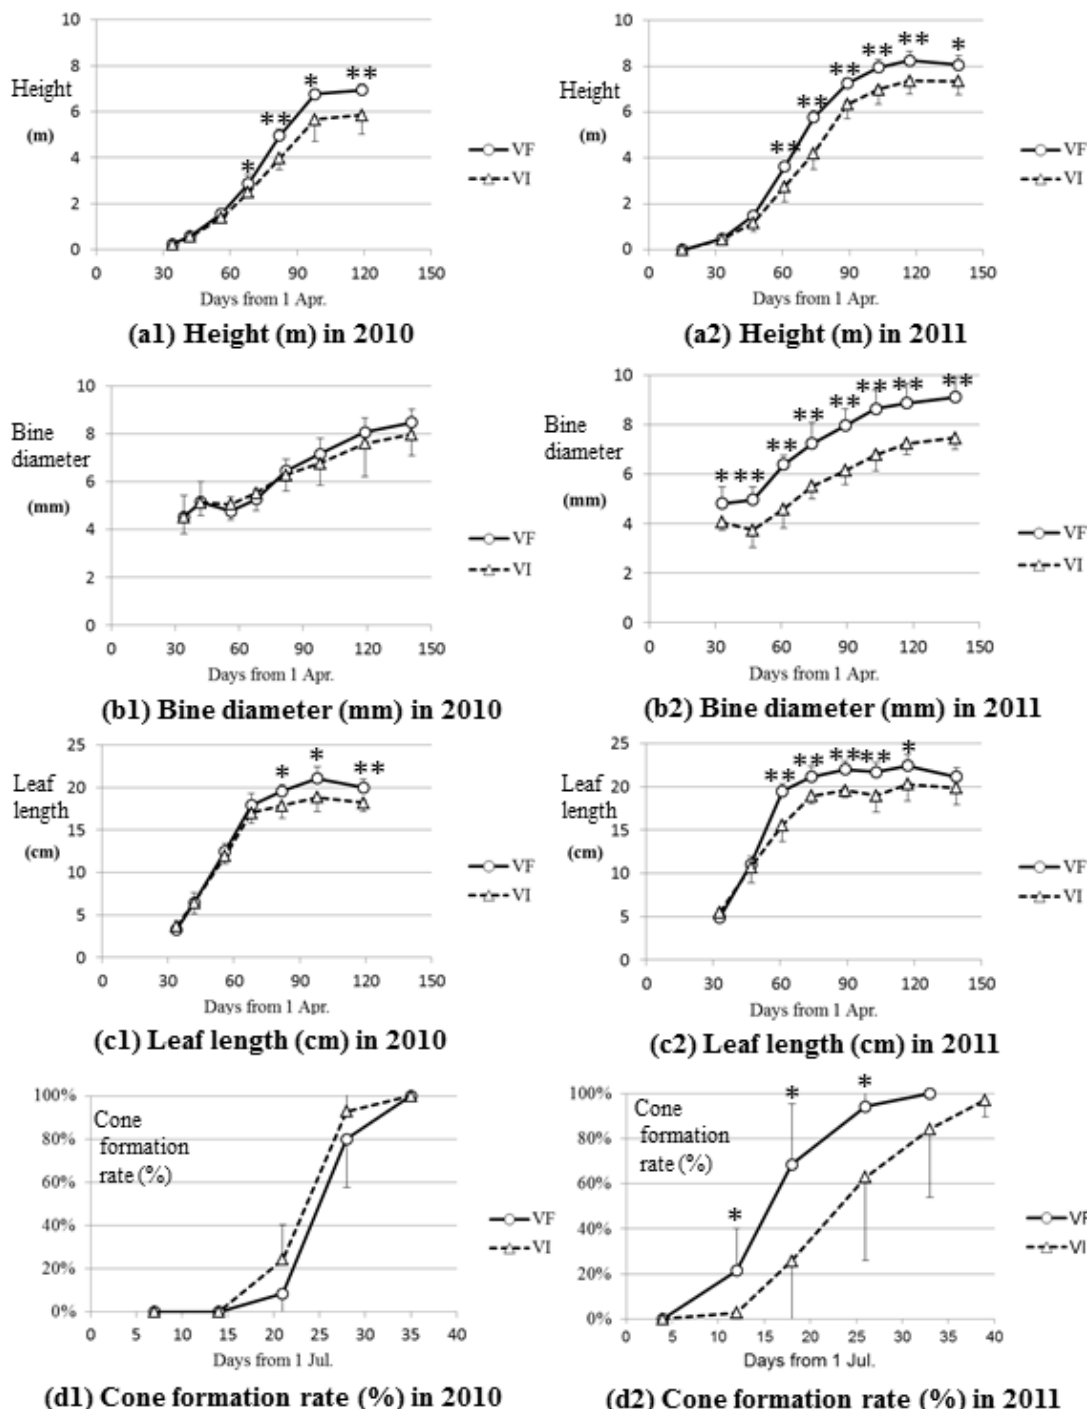 10
8
6
4
2
0
Height
(m)
*
**
*
**
VF
VI
0 30 60 90 120 150
Days from 1 Apr.
(a1) Height (m) in 2010
10
8
6
4
2
0
Height
(m)
**
**
**
**
**
*
VF
VI
0 30 60 90 120 150
Days from 1 Apr.
(a2) Height (m) in 2011
10
8
6
4
2
0
Bine
diameter
(mm)
VF
VI
0 30 60 90 120 150
Days from 1 Apr.
(b1) Bine diameter (mm) in 2010
10
8
6
4
2
0
Bine
diameter
(mm)
****
**
**
**
**
**
**
VF
VI
0 30 60 90 120 150
Days from 1 Apr.
(b2) Bine diameter (mm) in 2011
25
20
15
10
5
0
Leaf
length
(cm)
*
*
**
VF
VI
0 30 60 90 120 150
Days from 1 Apr.
(c1) Leaf length (cm) in 2010
25
20
15
10
5
0
Leaf
length
(cm)
**
**
**
**
*
VF
VI
0 30 60 90 120 150
Days from 1 Apr.
(c2) Leaf length (cm) in 2011
100%
80%
60%
40%
20%
0%
Cone
formation
rate (%)
VF
VI
0 5 10 15 20 25 30 35 40
Days from 1 Jul.
(d1) Cone formation rate (%) in 2010
100%
80%
60%
40%
20%
0%
Cone
formation
rate (%)
*
*
*
VF
VI
0 5 10 15 20 25 30 35 40
Days from 1 Jul.
(d2) Cone formation rate (%) in 2011